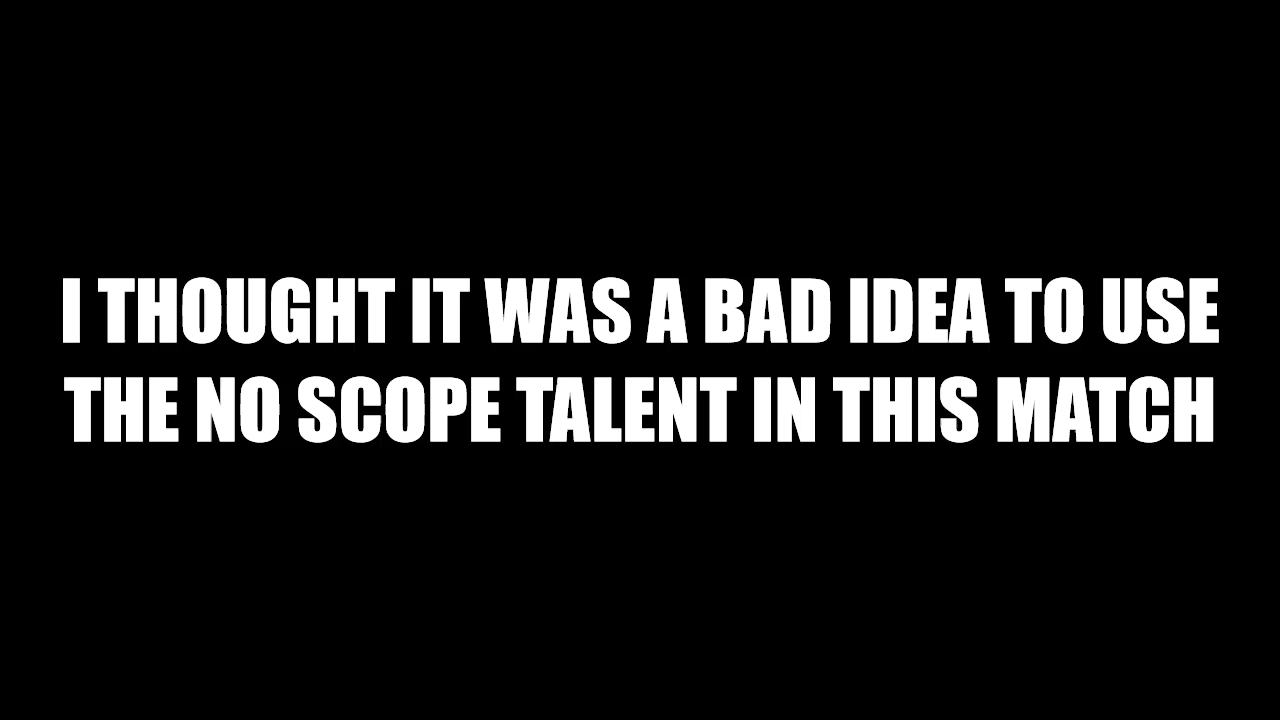 I THOUGHT IT WAS A BAD IDEA TO USE
THE NO SCOPE TALENT IN THIS MATCH